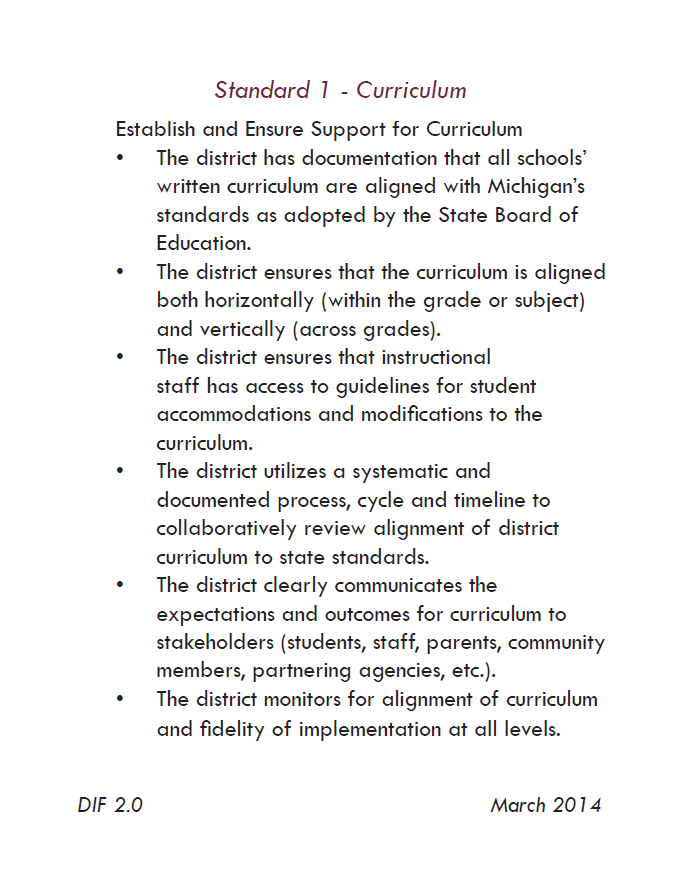 Standard 1 - Curriculum
Establish and Ensure Support for Curriculum
• The district has documentation that all schools’
written curriculum are aligned with Michigan’s
standards as adopted by the State Board of
Education.
• The district ensures that the curriculum is aligned
both horizontally (within the grade or subject)
and vertically (across grades).
• The district ensures that instructional
staff has access to guidelines for student
accommodations and modifications to the
curriculum.
• The district utilizes a systematic and
documented process, cycle and timeline to
collaboratively review alignment of district
curriculum to state standards.
• The district clearly communicates the
expectations and outcomes for curriculum to
stakeholders (students, staff, parents, community
members, partnering agencies, etc.).
• The district monitors for alignment of curriculum
and fidelity of implementation at all levels.
DIF 2.0 March 2014